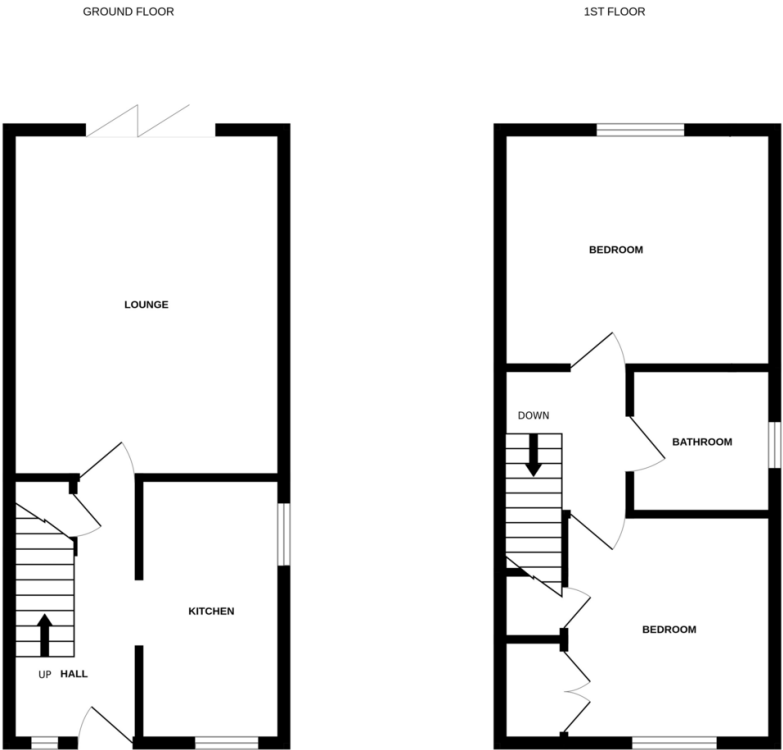 GROUND FLOOR
1ST FLOOR
BEDROOM
LOUNGE
DOWN
BATHROOM
KITCHEN
BEDROOM
UP HALL